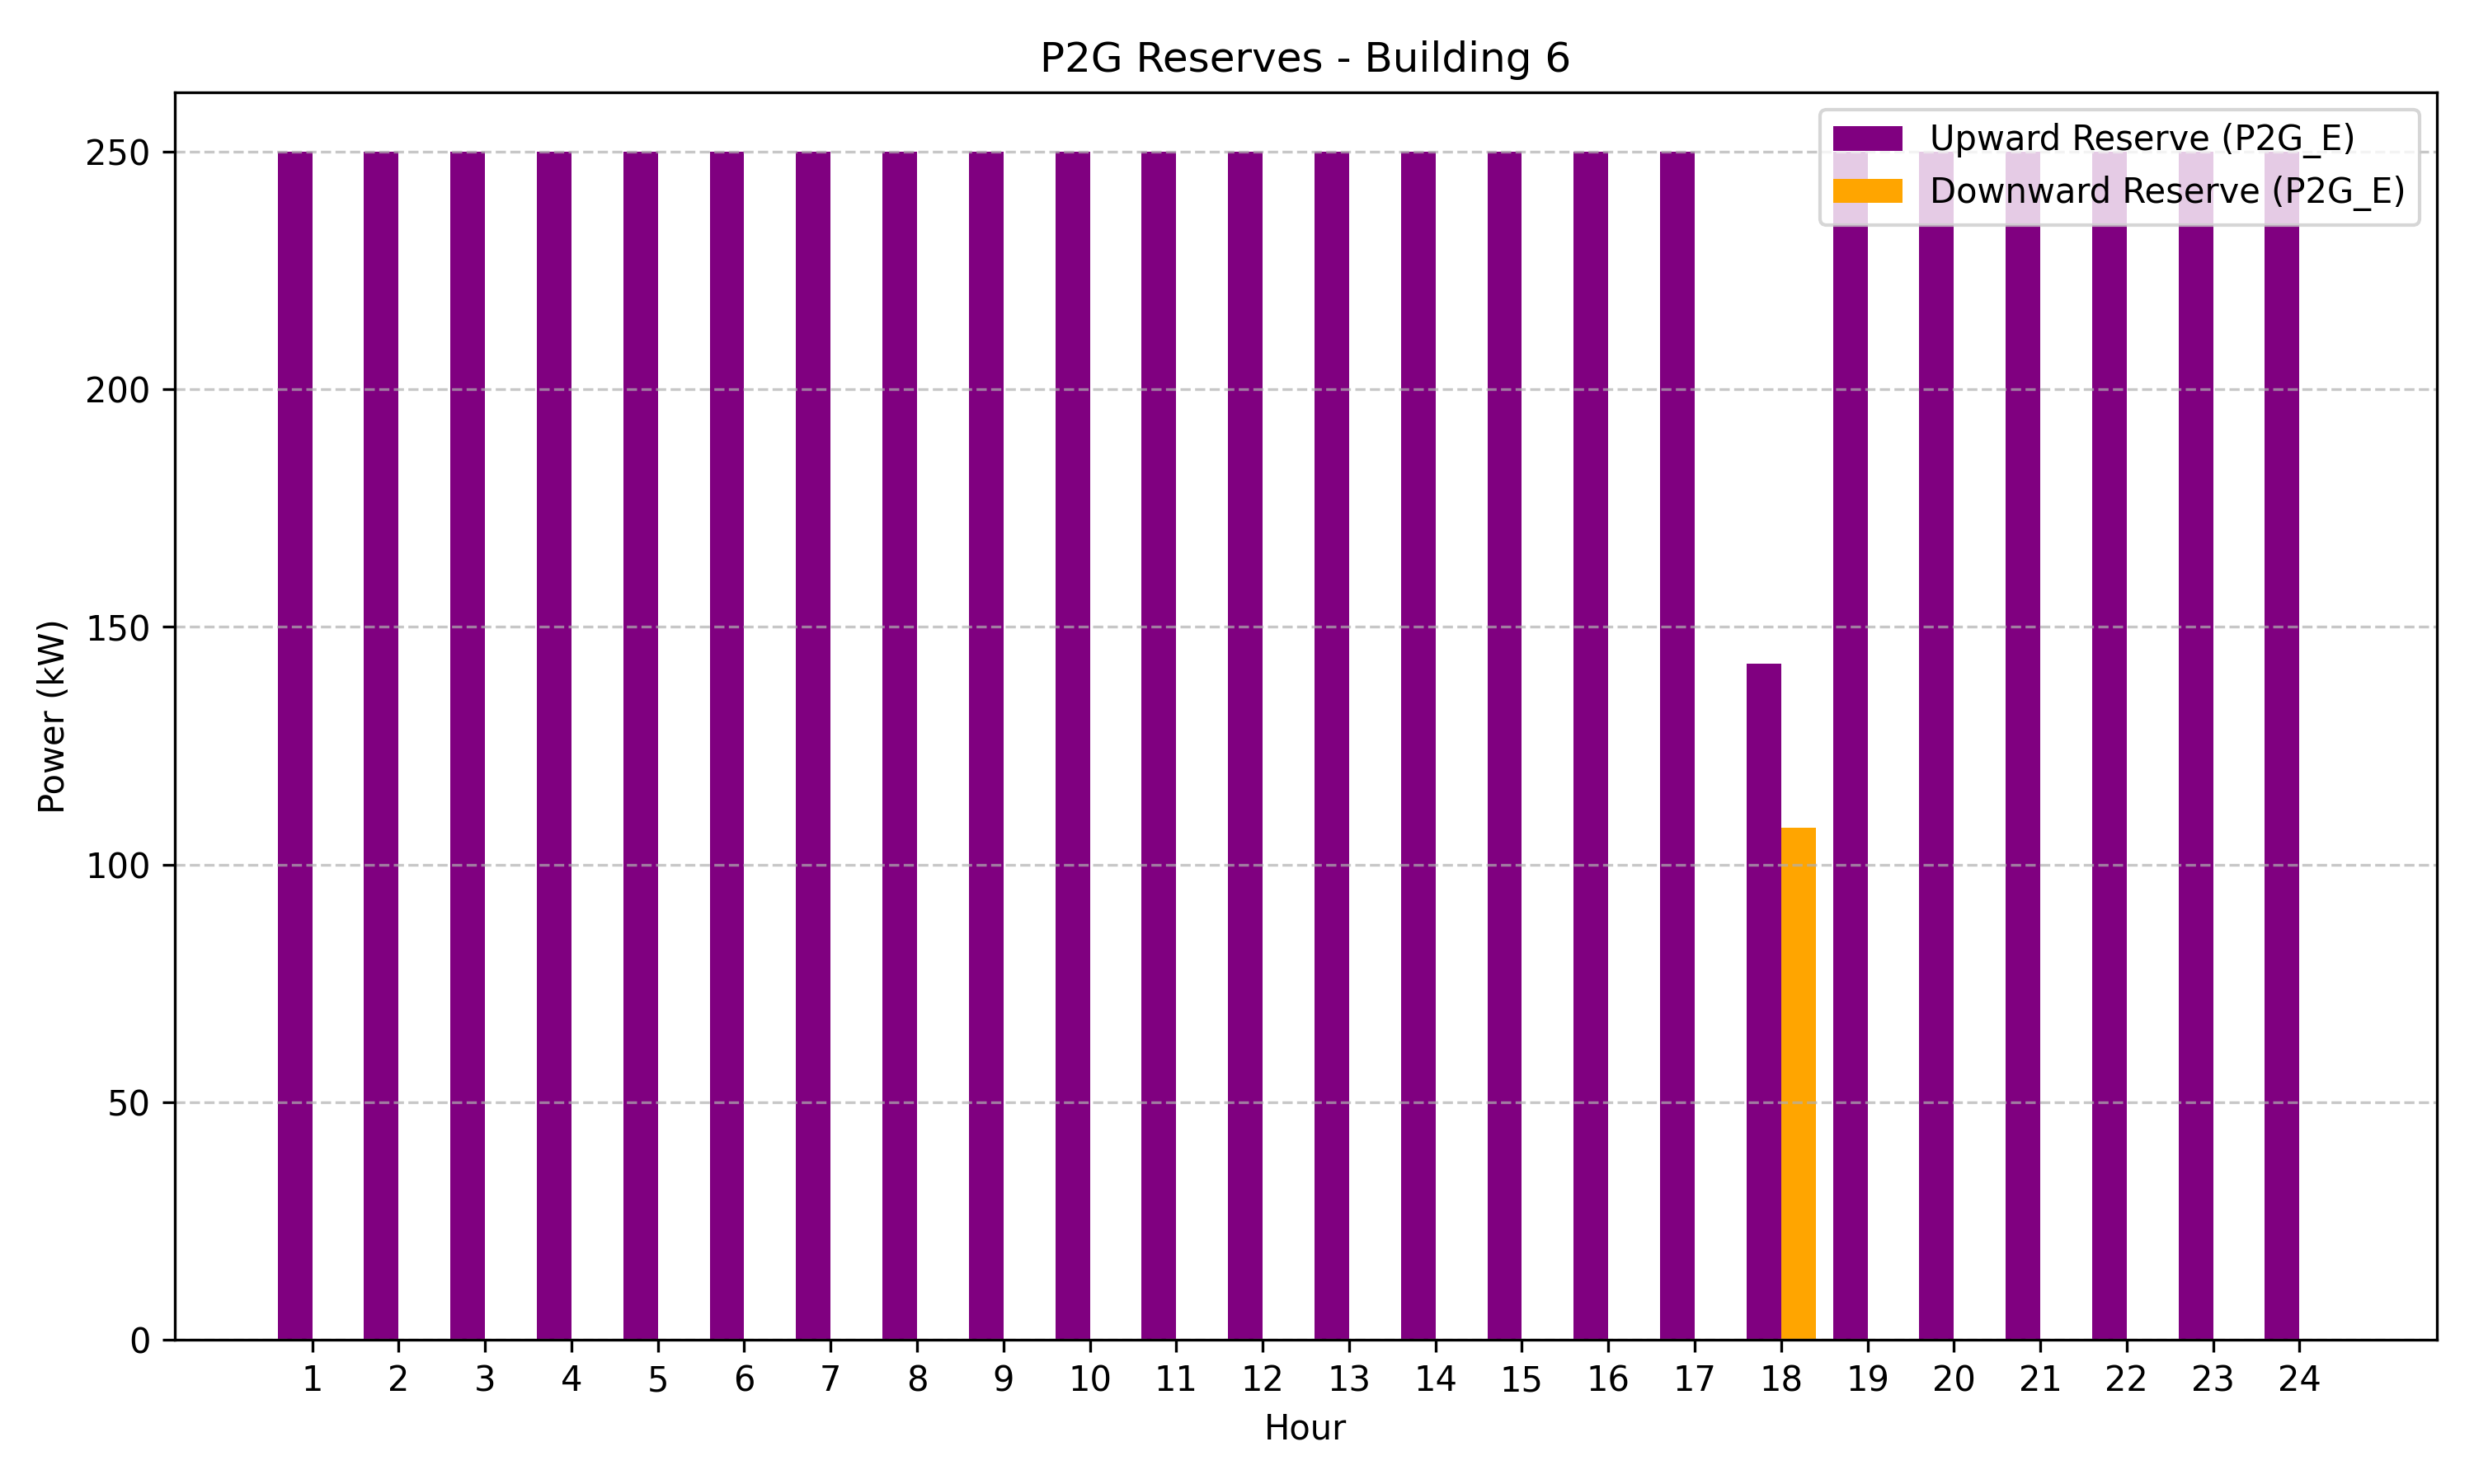 P2G Reserves - Building 6
Upward Reserve (P2G_E)
Downward Reserve (P2G_E)
Power (kW)
250
200
150
100
50
0
1 2 3 4 5 6 7 8 9 10 11 12 13 14 15 16 17 18 19 20 21 22 23 24
Hour